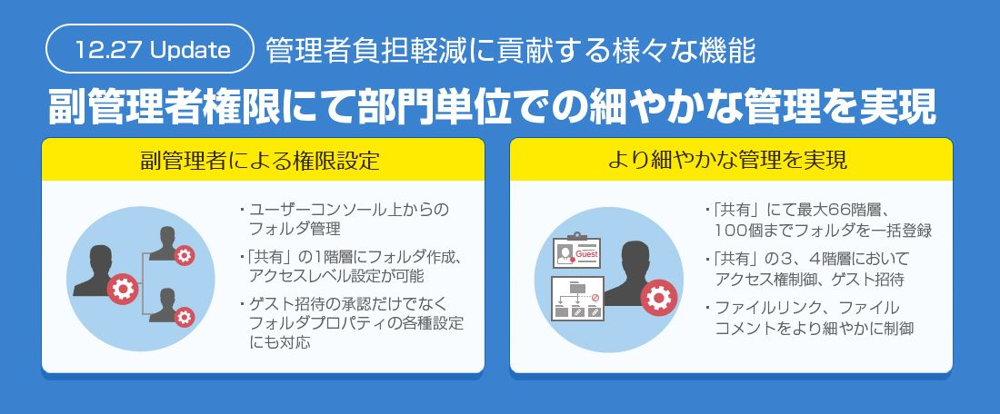 12.27 Update 管理者負担軽減に貢献する様々な機能
副管理者権限にて部門単位での細やかな管理を実現
副管理者による権限設定
・ユーザーコンソール上からの
フォルダ管理
・「共有」の1階層にフォルダ作成、
アクセスレベル設定が可能
・ゲスト招待の承認だけでなく
フォルダプロパティの各種設定
にも対応
より細やかな管理を実現
Guest
・「共有」にて最大66階層、
100個までフォルダを一括登録
・「共有」の3、4階層において
アクセス権制御、ゲスト招待
・ファイルリンク、ファイル
コメントをより細やかに制御